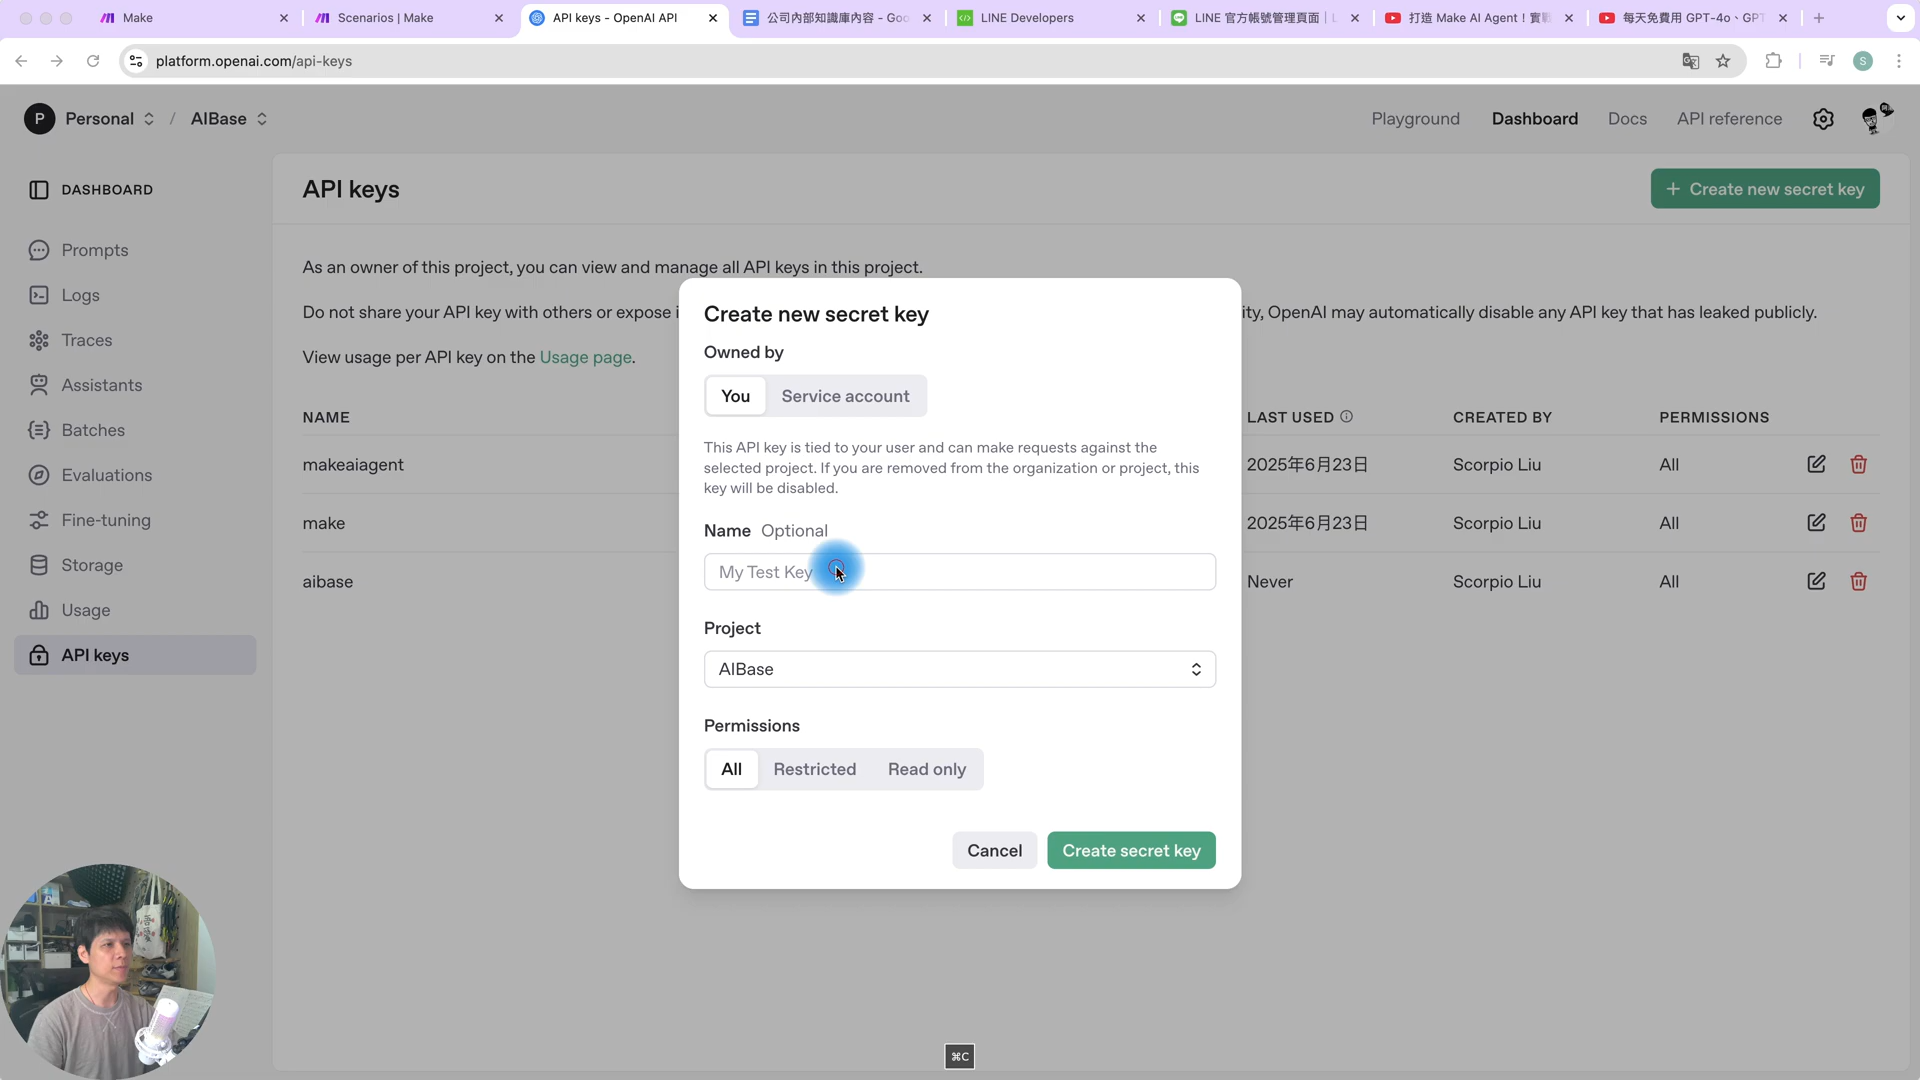 Make
Scenarios | Make
API keys - OpenAI API
公司內部知識庫內容 - Goo
LINE Developers
LINE 官方帳號管理頁面 | L
打造 Make AI Agent！實戰
每天免費用 GPT-4o、GPT
platform.openai.com/api-keys
S
P
Personal / AIBase
Playground
Dashboard
Docs
API reference
DASHBOARD
Prompts
Logs
Traces
Assistants
Batches
Evaluations
Fine-tuning
Storage
Usage
API keys
API keys
+ Create new secret key
As an owner of this project, you can view and manage all API keys in this project.
Do not share your API key with others or expose i
ity, OpenAI may automatically disable any API key that has leaked publicly.
View usage per API key on the Usage page.
NAME
LAST USED
CREATED BY
PERMISSIONS
makeaiagent
2025年6月23日
Scorpio Liu
All
make
2025年6月23日
Scorpio Liu
All
aibase
Never
Scorpio Liu
All
Create new secret key
Owned by
You
Service account
This API key is tied to your user and can make requests against the
selected project. If you are removed from the organization or project, this
key will be disabled.
Name Optional
My Test Key
Project
AIBase
Permissions
All
Restricted
Read only
Cancel
Create secret key
⌘C